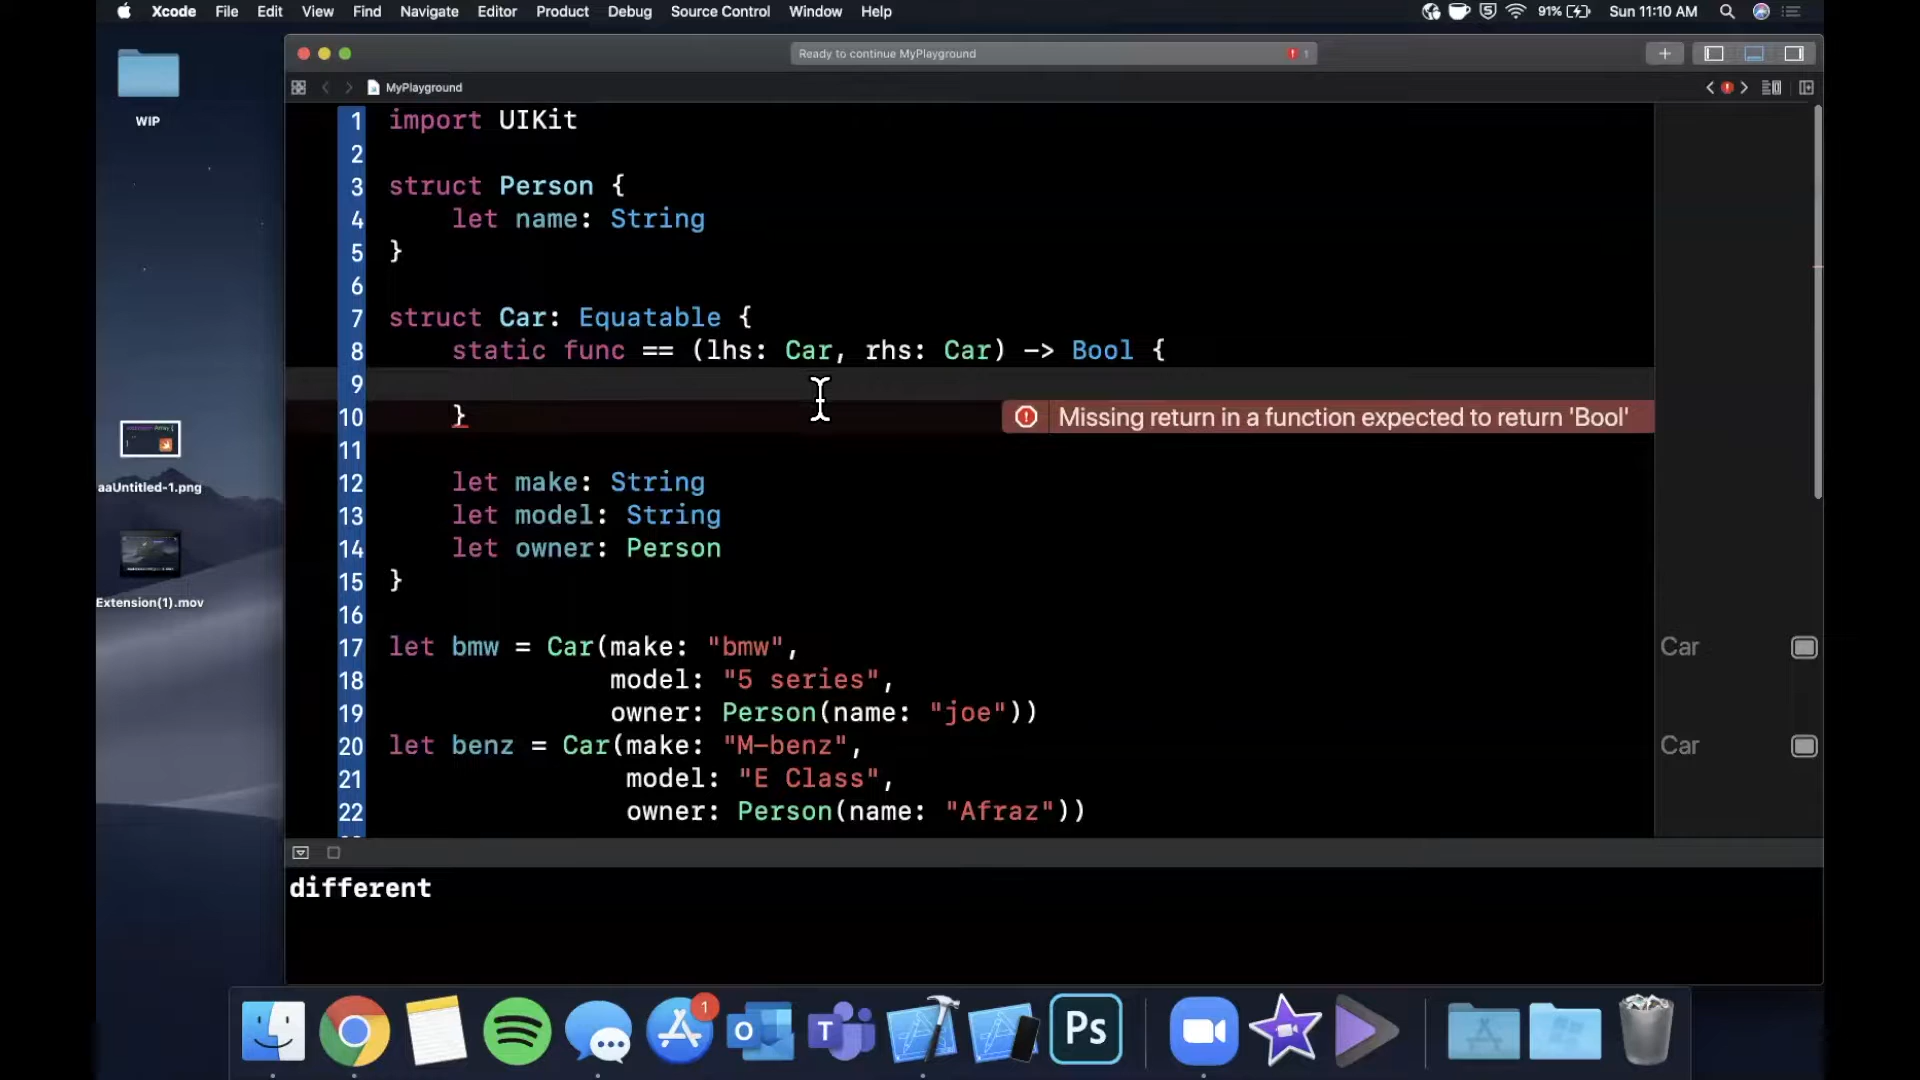 Xcode File Edit View Find Navigate Editor Product Debug Source Control Window Help 91% Sun 11:10 AM
Ready to continue MyPlayground 1
MyPlayground
WIP
aaUntitled-1.png
Extension(1).mov
1 import UIKit
2
3 struct Person {
4 let name: String
5 }
6
7 struct Car: Equatable {
8 static func == (lhs: Car, rhs: Car) -> Bool {
9
10 } Missing return in a function expected to return 'Bool'
11
12 let make: String
13 let model: String
14 let owner: Person
15 }
16
17 let bmw = Car(make: "bmw", Car
18 model: "5 series",
19 owner: Person(name: "joe"))
20 let benz = Car(make: "M-benz", Car
21 model: "E Class",
22 owner: Person(name: "Afraz"))
different
1
Ps